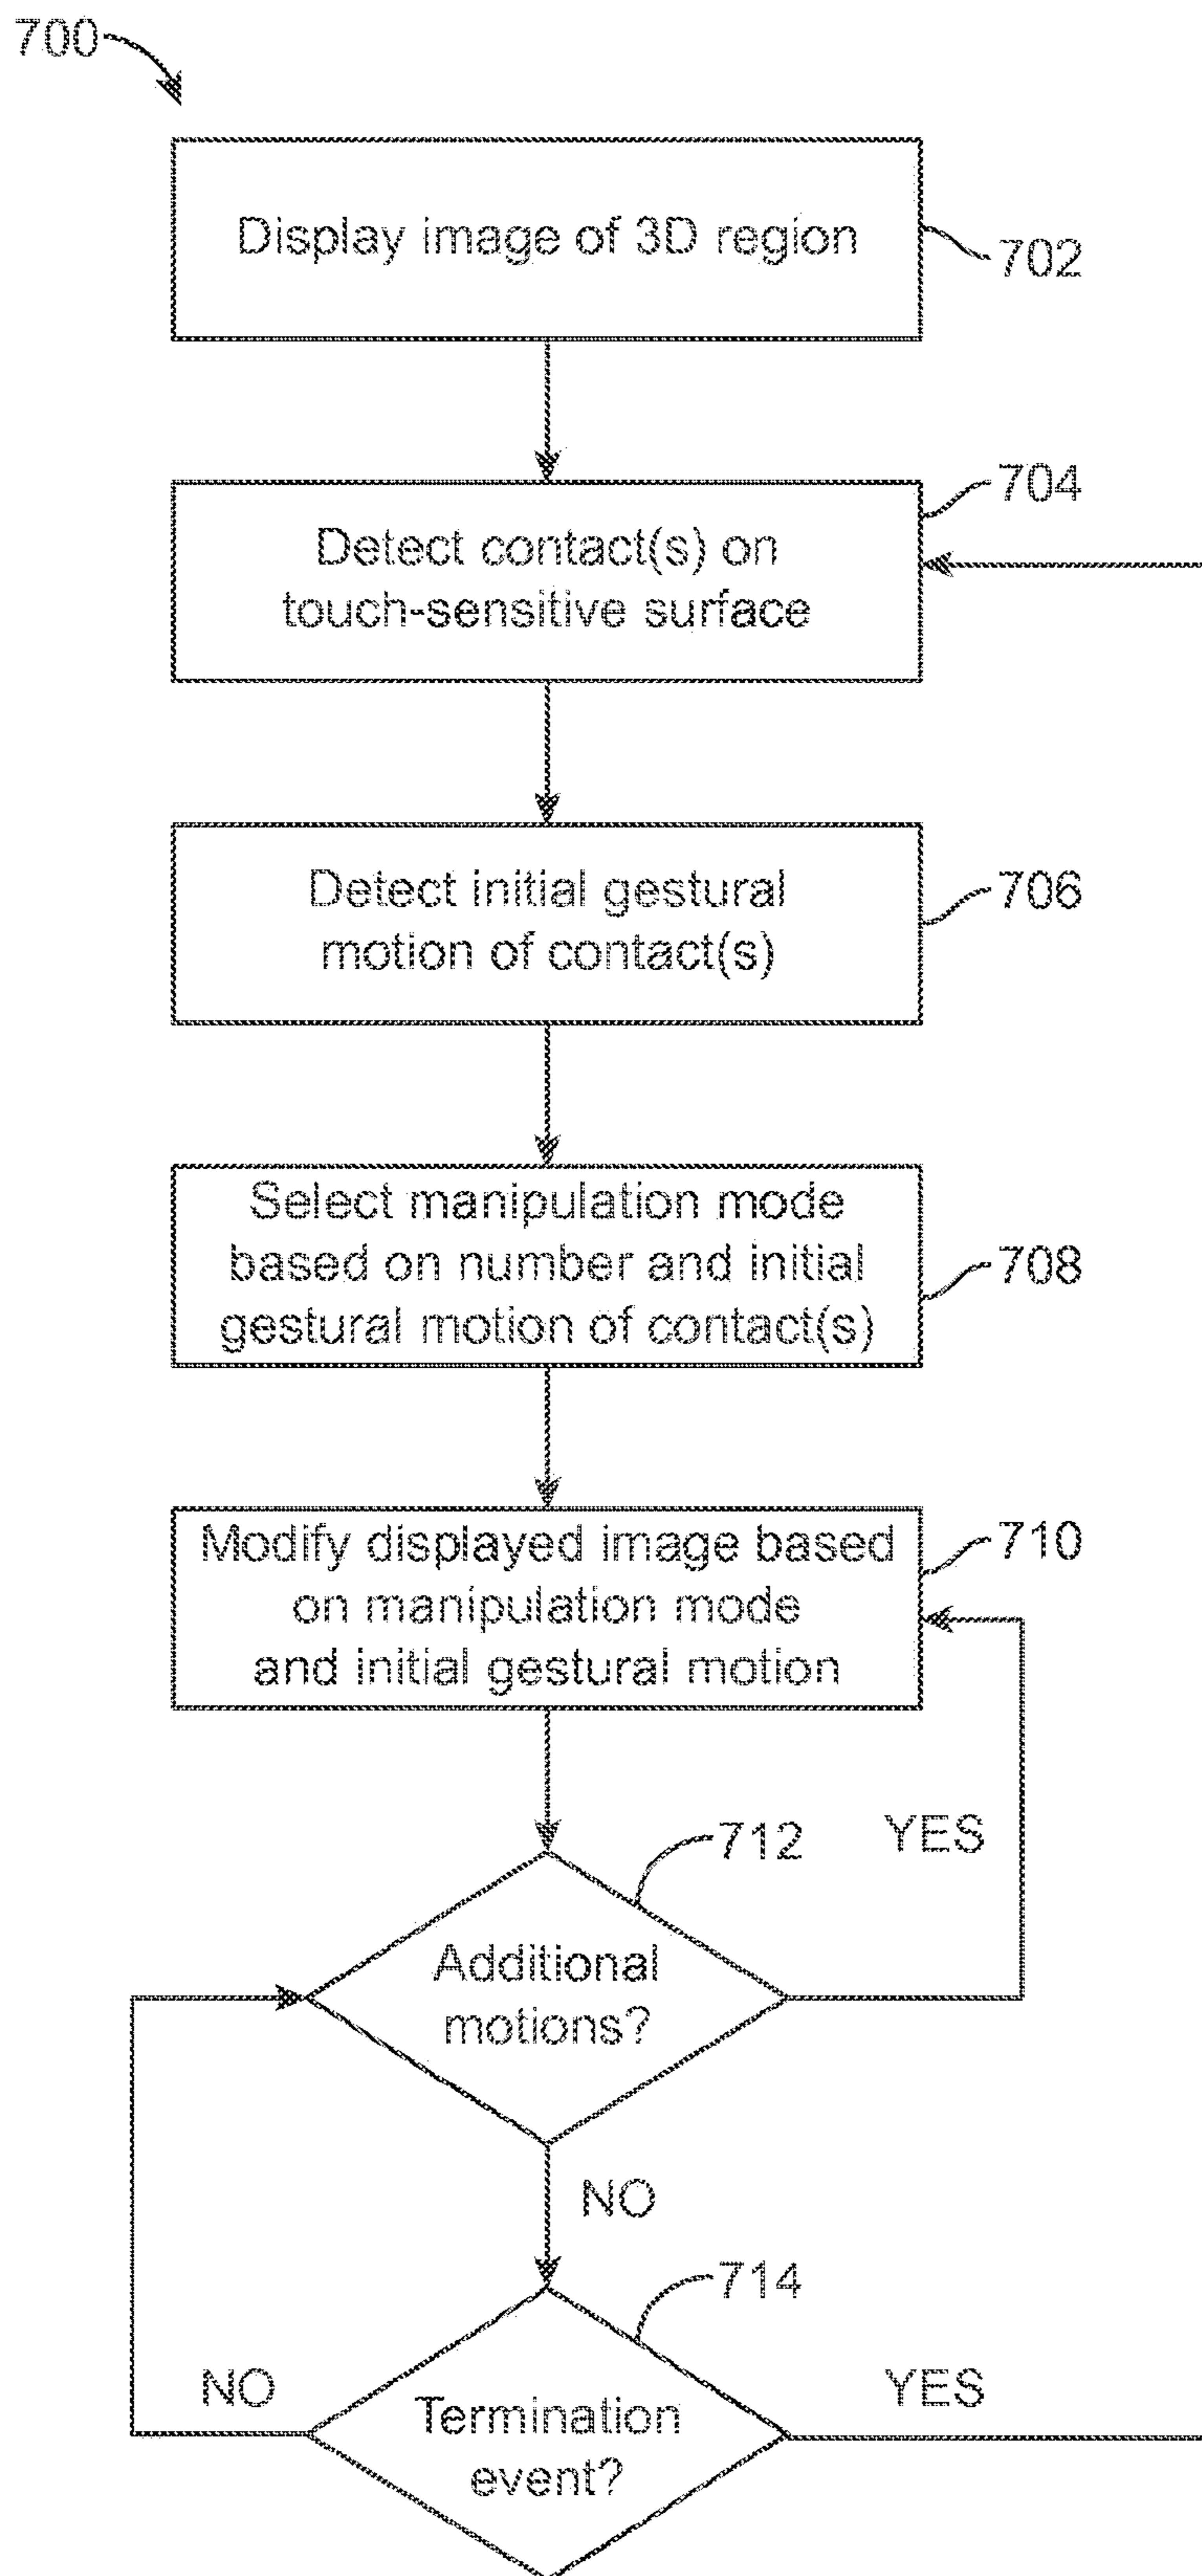 700
Display image of 3D region
702
704
Detect contact(s) on
touch-sensitive surface
Detect initial gestural
motion of contact(s)
706
Select manipulation mode
based on number and initial
gestural motion of contact(s)
708
Modify displayed image based
on manipulation mode
and initial gestural motion
710
712
YES
Additional
motions?
NO
714
NO
YES
Termination
event?